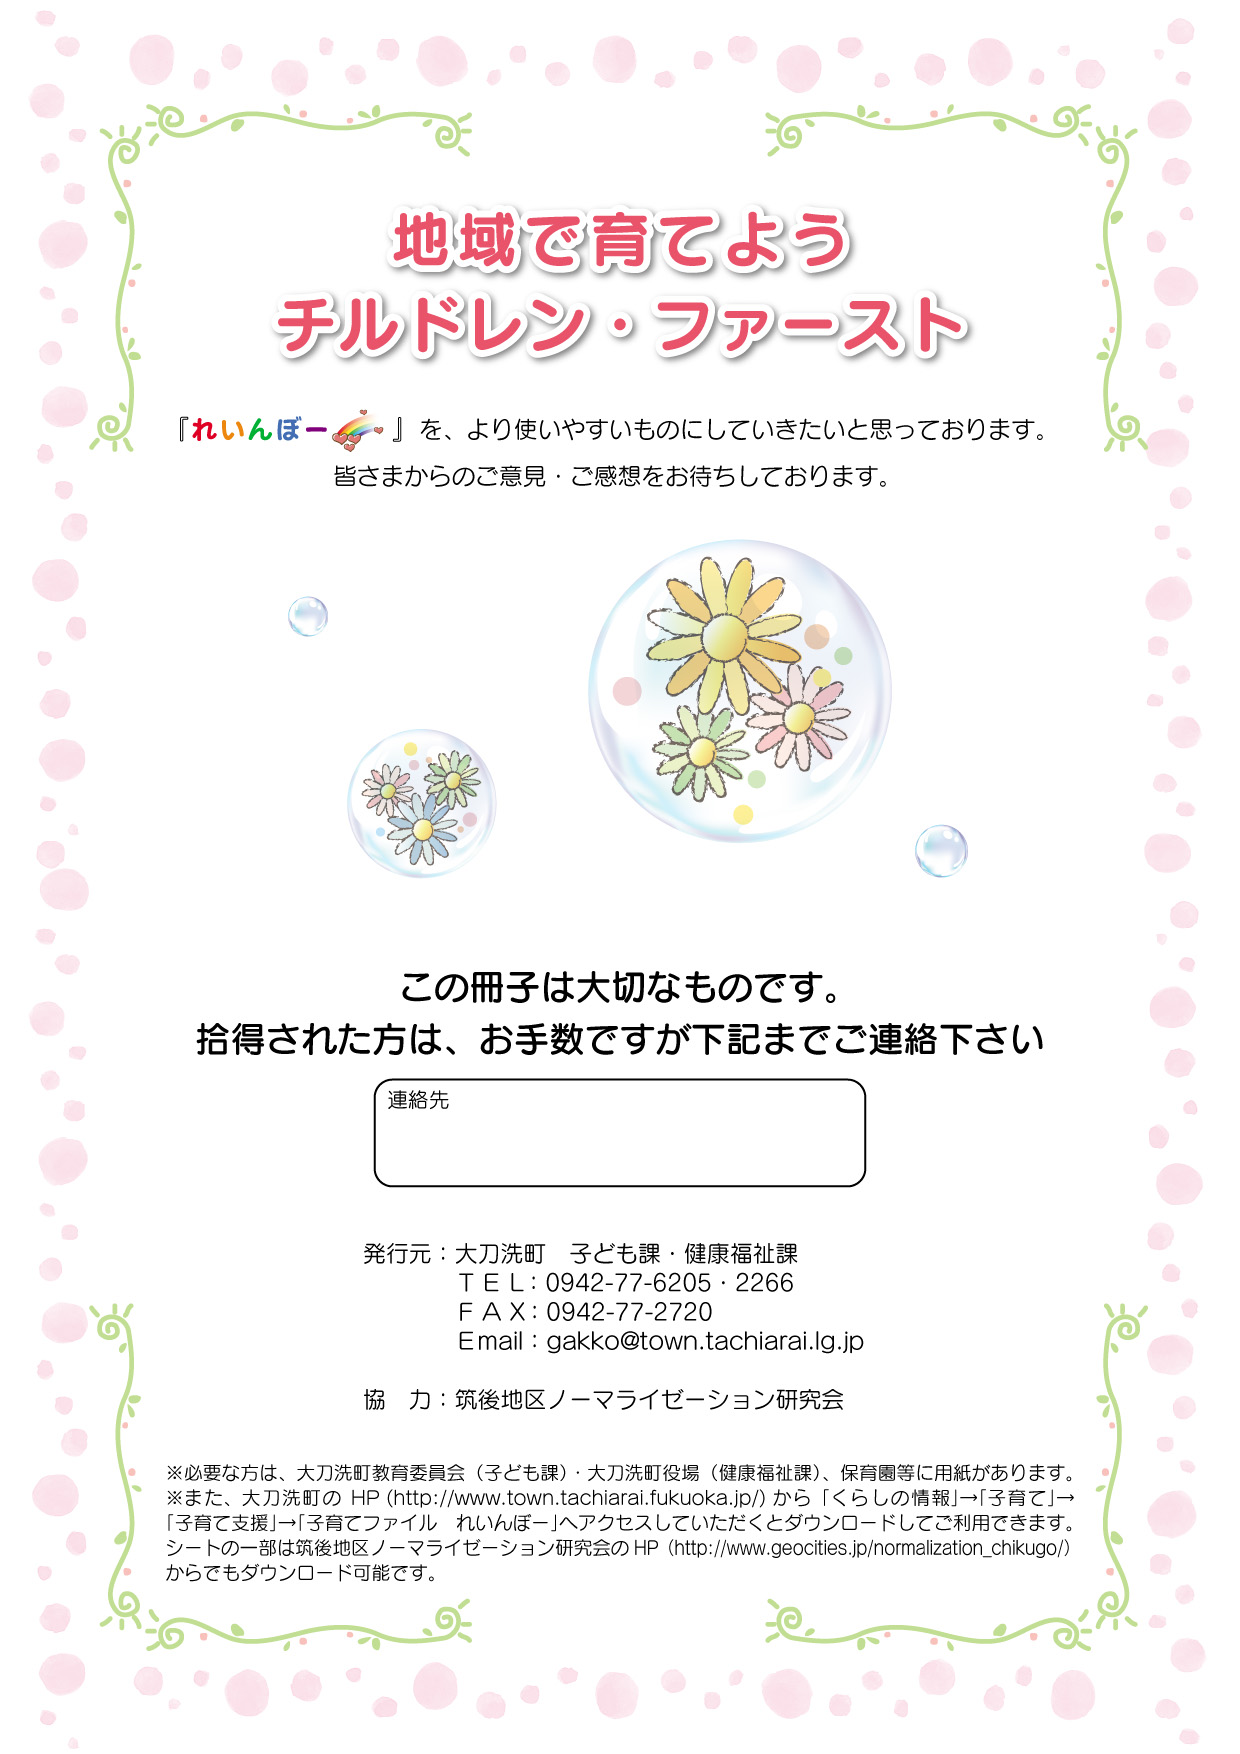 地域で育てよう
チルドレン・ファースト
『れいんぼー』を、より使いやすいものにしていきたいと思っております。
皆さまからのご意見・ご感想をお待ちしております。
この冊子は大切なものです。
拾得された方は、お手数ですが下記までご連絡下さい
連絡先
発行元：大刀洗町　子ども課・健康福祉課
ＴＥＬ：0942-77-6205・2266
ＦＡＸ：0942-77-2720
Email：gakko@town.tachiarai.lg.jp
協　力：筑後地区ノーマライゼーション研究会
※必要な方は、大刀洗町教育委員会（子ども課）・大刀洗町役場（健康福祉課）、保育園等に用紙があります。
※また、大刀洗町の HP (http://www.town.tachiarai.fukuoka.jp/) から「くらしの情報」→「子育て」→
「子育て支援」→「子育てファイル　れいんぼー」へアクセスしていただくとダウンロードしてご利用できます。
シートの一部は筑後地区ノーマライゼーション研究会の HP（http://www.geocities.jp/normalization_chikugo/）
からでもダウンロード可能です。